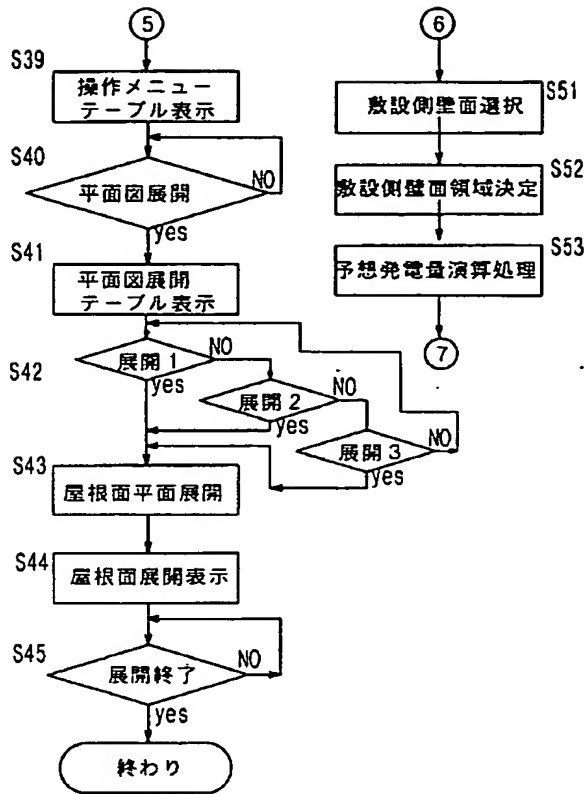 5
S39
操作メニュー
テーブル表示
S40
平面図展開
NO
yes
S41
平面図展開
テーブル表示
S42
展開1
NO
yes
展開2
NO
yes
展開3
NO
yes
S43
屋根面平面展開
S44
屋根面展開表示
S45
展開終了
NO
yes
終わり
6
S51
敷設側壁面選択
S52
敷設側壁面領域決定
S53
予想発電量演算処理
7